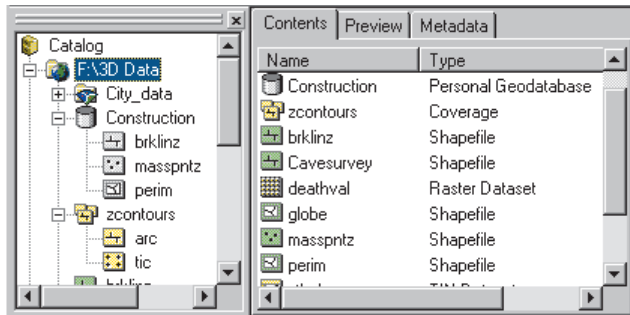 Catalog
F:\3D Data
City_data
Construction
brklinz
masspntz
perim
zcontours
arc
tic
Contents Preview Metadata
Name Type
Construction Personal Geodatabase
zcontours Coverage
brklinz Shapefile
Cavesurvey Shapefile
deathval Raster Dataset
globe Shapefile
masspntz Shapefile
perim Shapefile